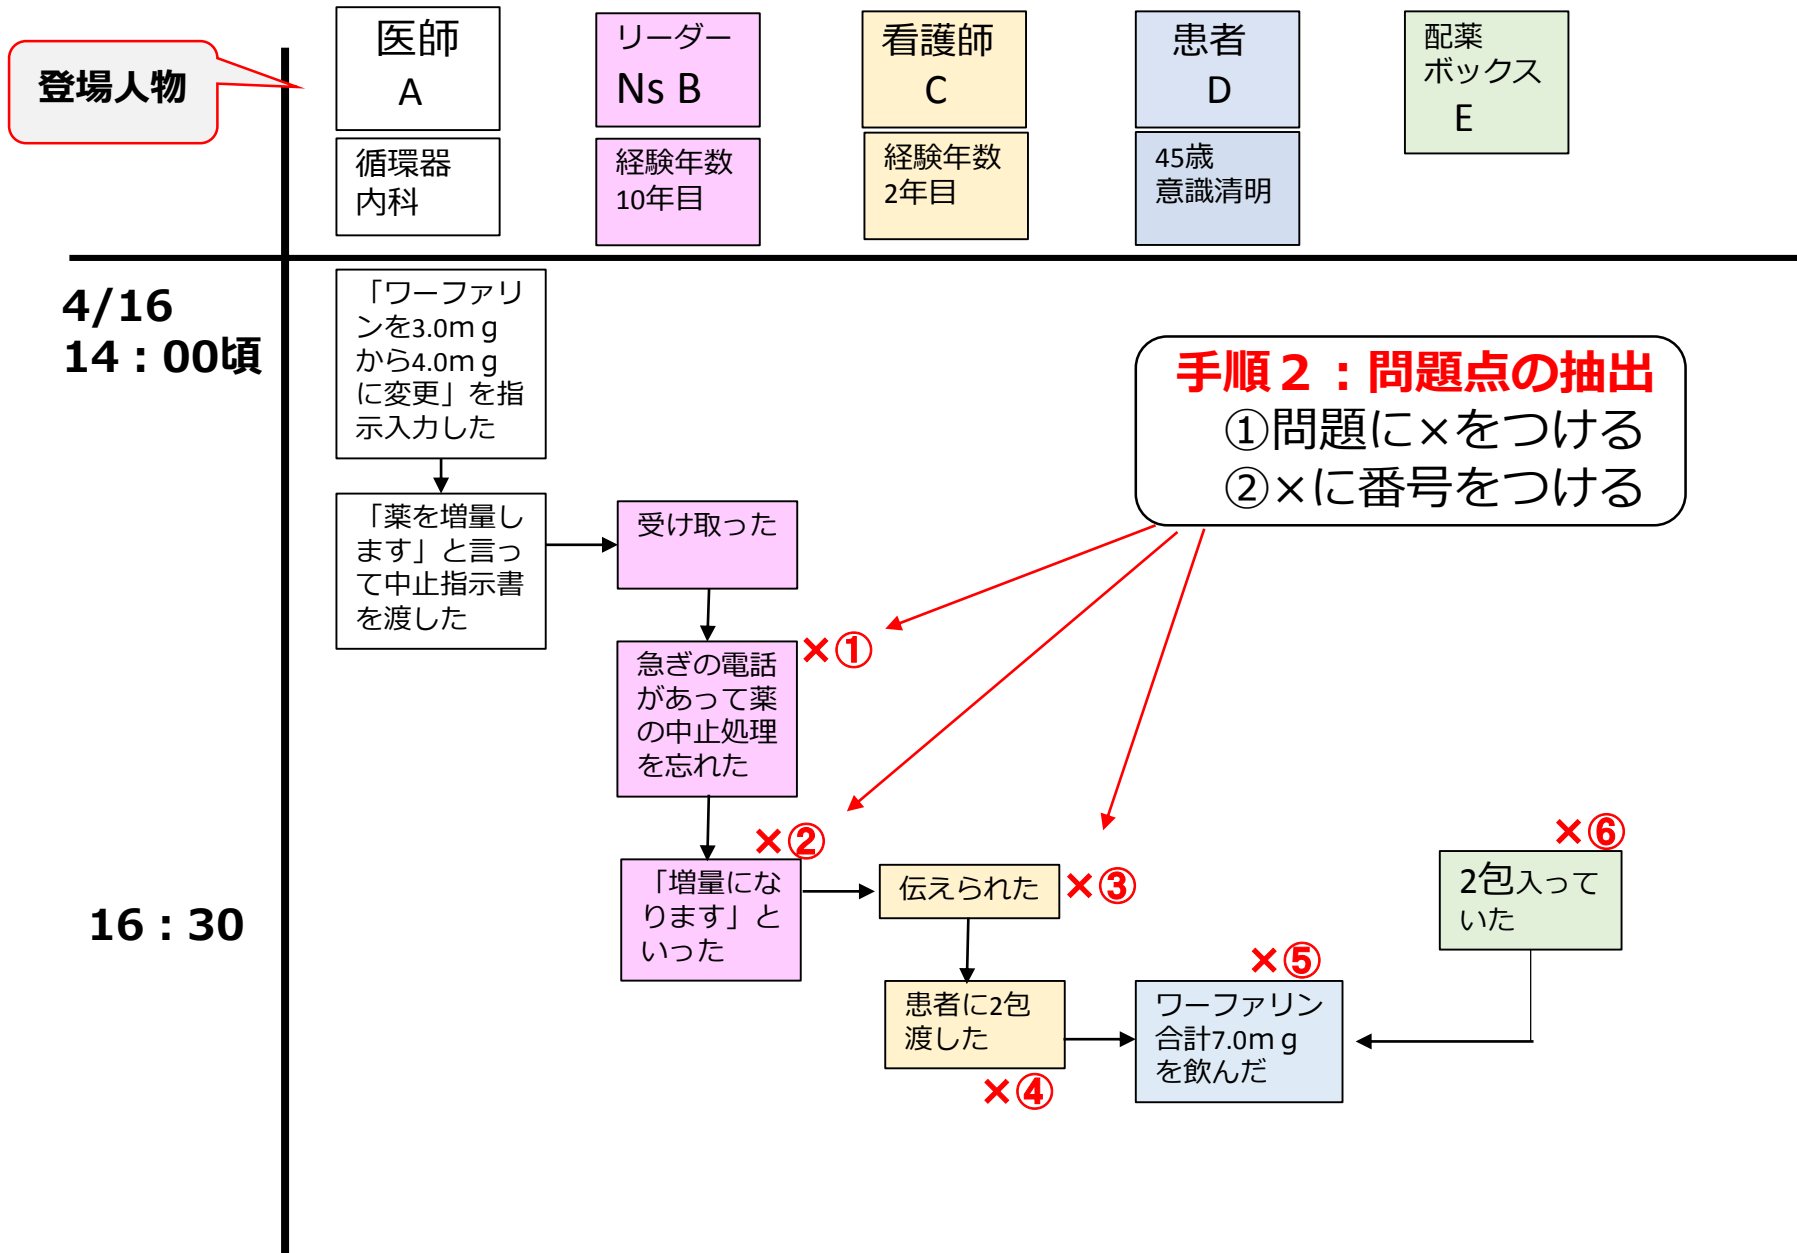 登場人物
医師
A
循環器
内科
リーダー
Ns B
経験年数
10年目
看護師
C
経験年数
2年目
患者
D
45歳
意識清明
配薬
ボックス
E
4/16
14：00頃
「ワーファリ
ンを3.0ｍｇ
から4.0ｍｇ
に変更」を指
示入力した
手順２：問題点の抽出
①問題に×をつける
②×に番号をつける
「薬を増量し
ます」と言っ
て中止指示書
を渡した
受け取った
×①
急ぎの電話
があって薬
の中止処理
を忘れた
×②
16：30
「増量にな
ります」と
いった
伝えられた
×③
×⑥
2包入って
いた
患者に2包
渡した
×④
×⑤
ワーファリン
合計7.0ｍｇ
を飲んだ